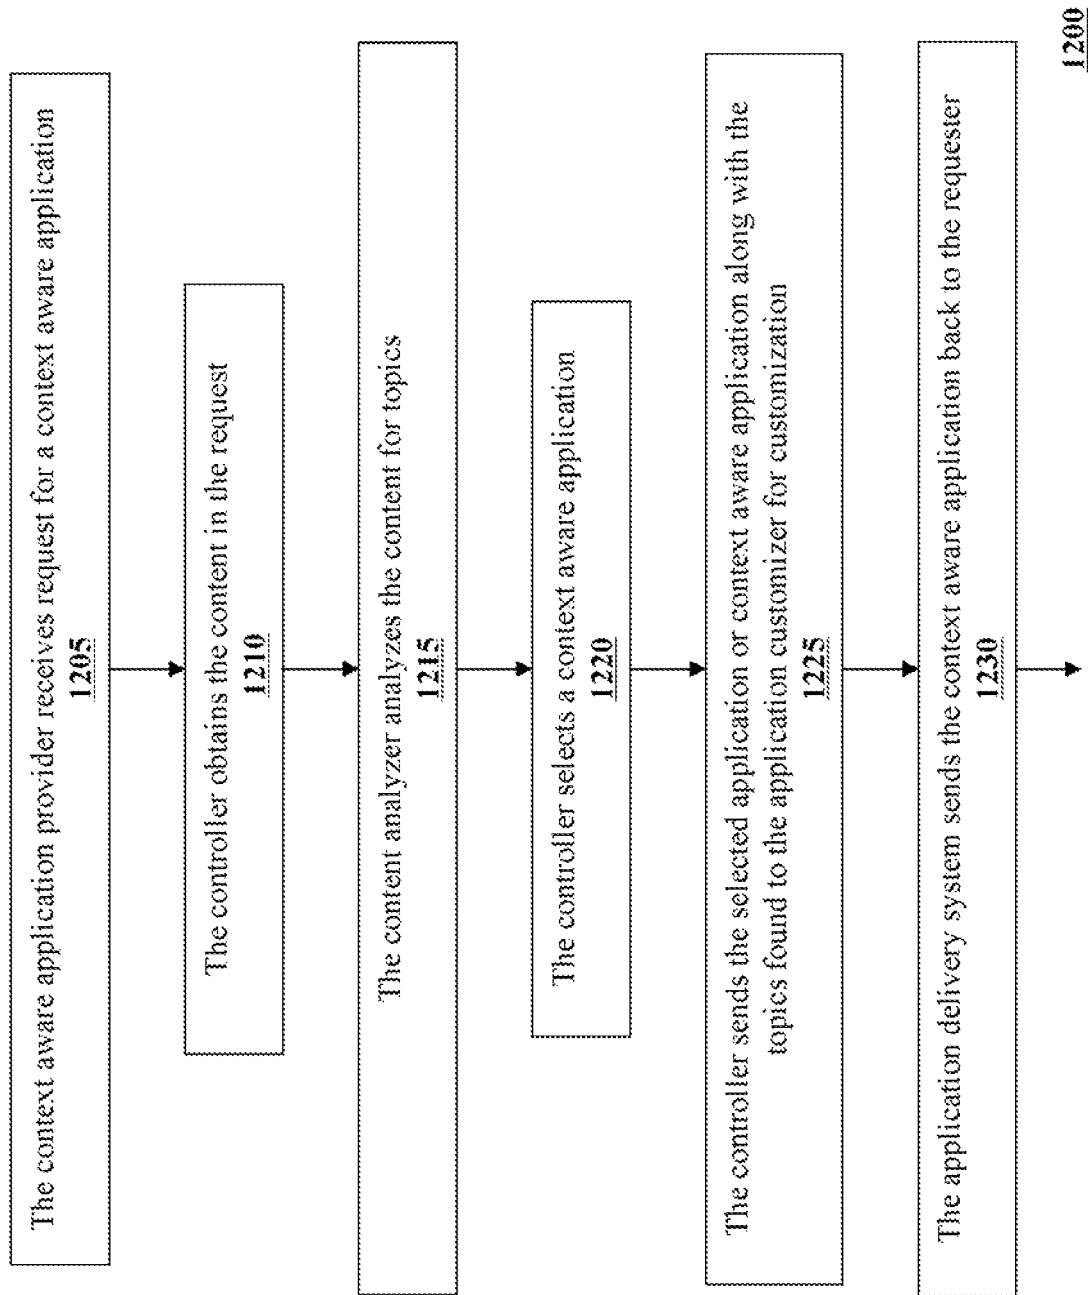 The context aware application provider receives request for a context aware application
1205
The controller obtains the content in the request
1210
The content analyzer analyzes the content for topics
1215
The controller selects a context aware application
1220
The controller sends the selected application or context aware application along with the
topics found to the application customizer for customization
1225
The application delivery system sends the context aware application back to the requester
1230
1200